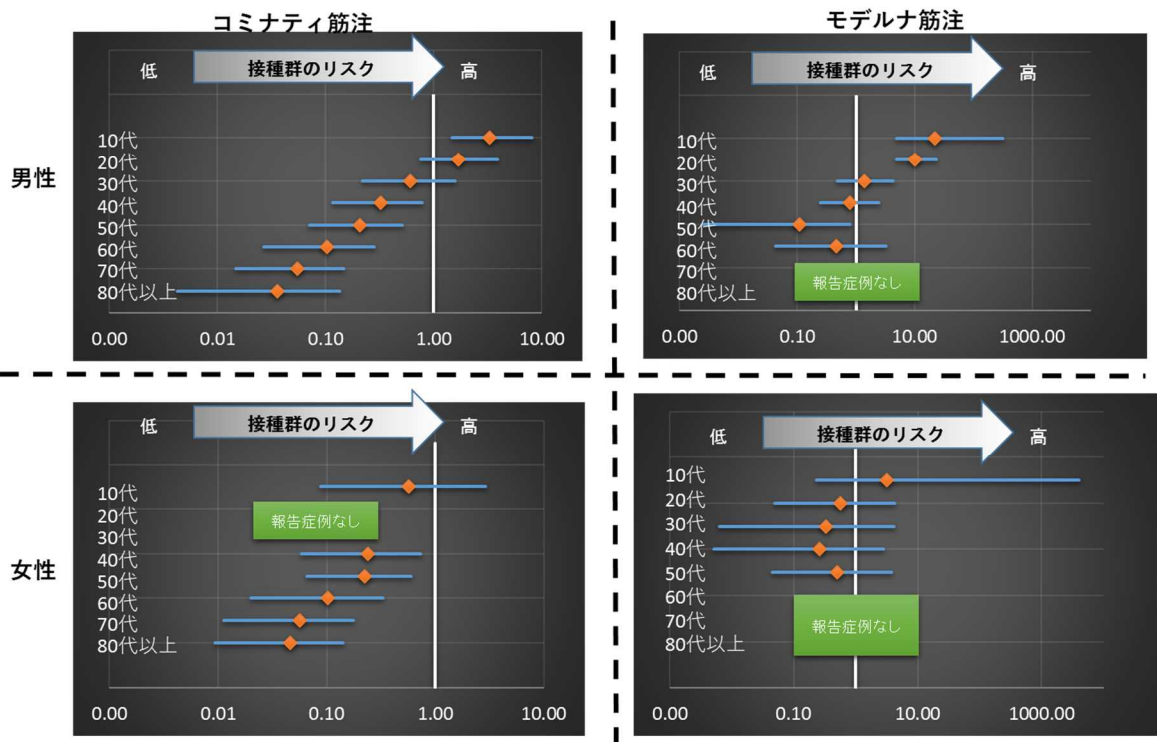 コミナティ筋注
モデルナ筋注
男性
低
接種群のリスク
高
10代
20代
30代
40代
50代
60代
70代
80代以上
0.00
0.01
0.10
1.00
10.00
低
接種群のリスク
高
10代
20代
30代
40代
50代
60代
70代
80代以上
報告症例なし
0.00
0.10
10.00
1000.00
女性
低
接種群のリスク
高
10代
20代
30代
報告症例なし
40代
50代
60代
70代
80代以上
0.00
0.01
0.10
1.00
10.00
低
接種群のリスク
高
10代
20代
30代
40代
50代
60代
70代
80代以上
報告症例なし
0.00
0.10
10.00
1000.00